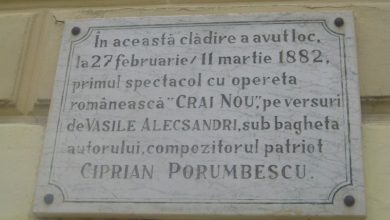 În această clădire a avut loc,
la 27 februarie/11 martie 1882,
primul spectacol cu opereta
românească "CRAI NOU", pe versuri
de VASILE ALECSANDRI, sub bagheta
autorului, compozitorul patriot
CIPRIAN PORUMBESCU.